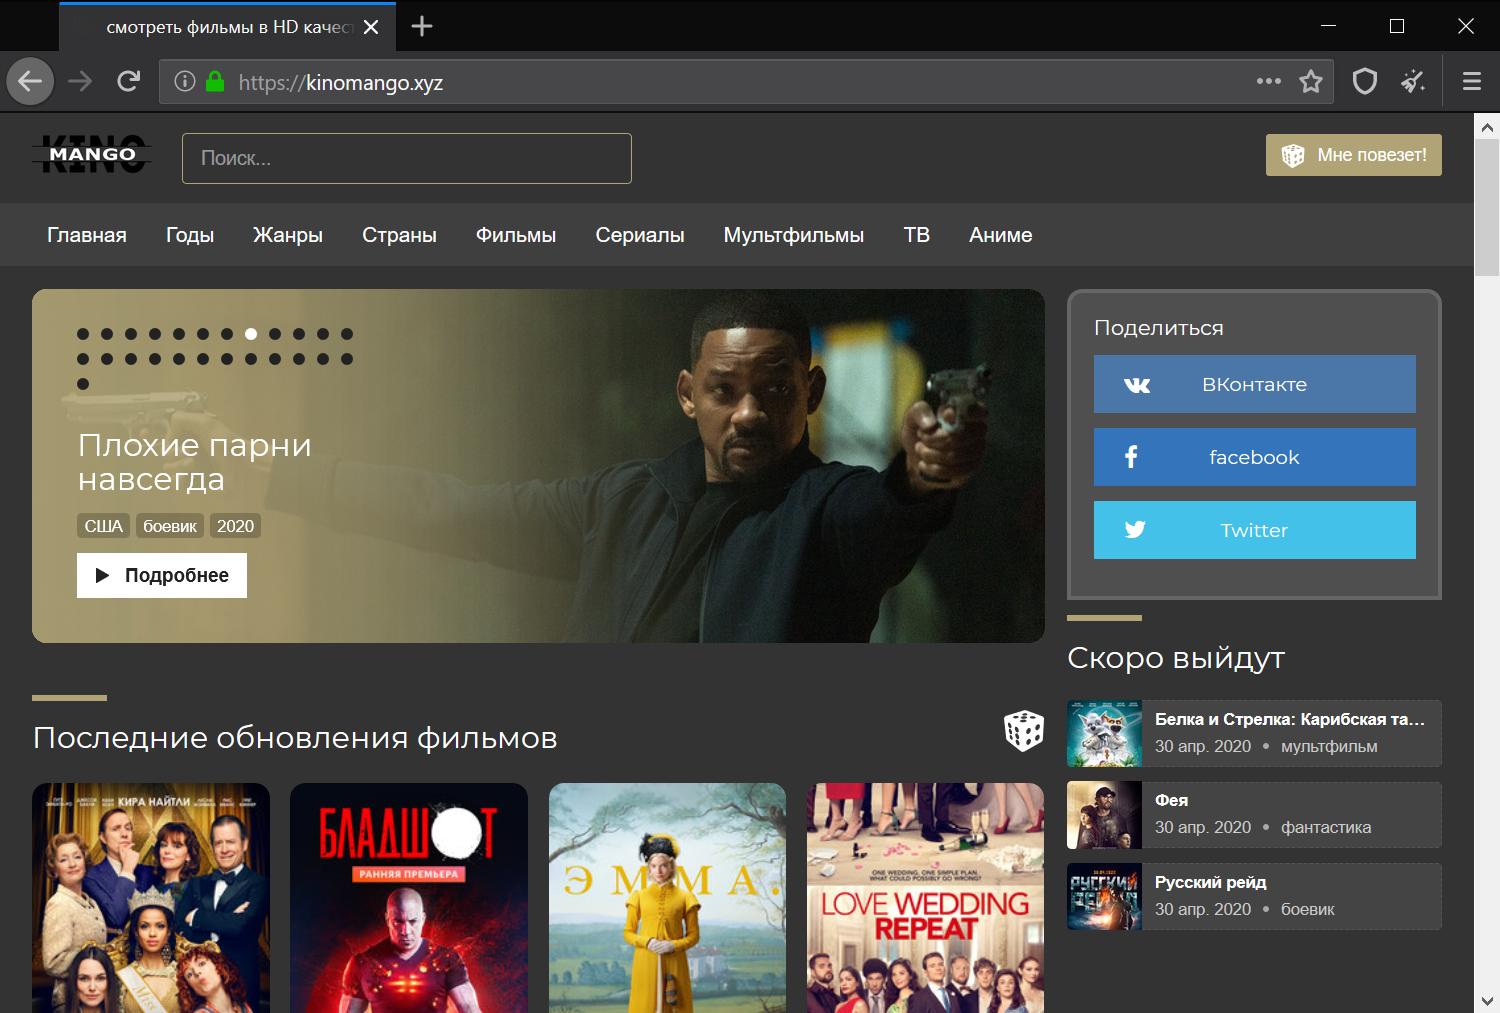 смотреть фильмы в HD качест
https://kinomango.xyz
KINO
MANGO
Поиск...
Мне повезет!
Главная Годы Жанры Страны Фильмы Сериалы Мультфильмы ТВ Аниме
Плохие парни
навсегда
США боевик 2020
Подробнее
Поделиться
ВКонтакте
facebook
Twitter
Скоро выйдут
Белка и Стрелка: Карибская та...
30 апр. 2020 • мультфильм
Фея
30 апр. 2020 • фантастика
Русский рейд
30 апр. 2020 • боевик
Последние обновления фильмов
КИРА НАЙТЛИ
БЛАДШОТ
РАННЯЯ ПРЕМЬЕРА
ЭММА.
ONE WEDDING. ONE SIMPLE PLAN.
WHAT COULD POSSIBLY GO WRONG?
LOVE WEDDING
REPEAT
РУССКИЙ
РЕЙД